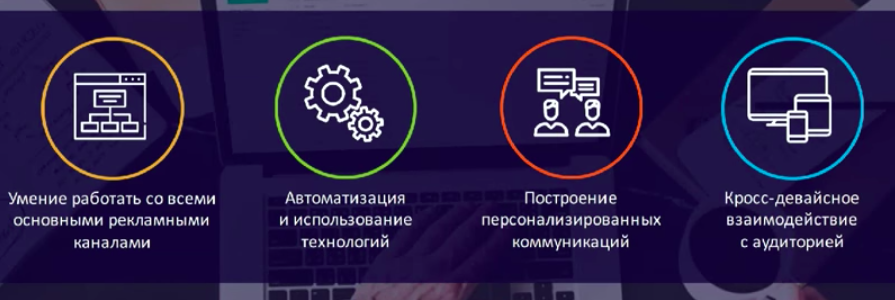 Умение работать со всеми
основными рекламными
каналами
Автоматизация
и использование
технологий
Построение
персонализированных
коммуникаций
Кросс-девайсное
взаимодействие
с аудиторией